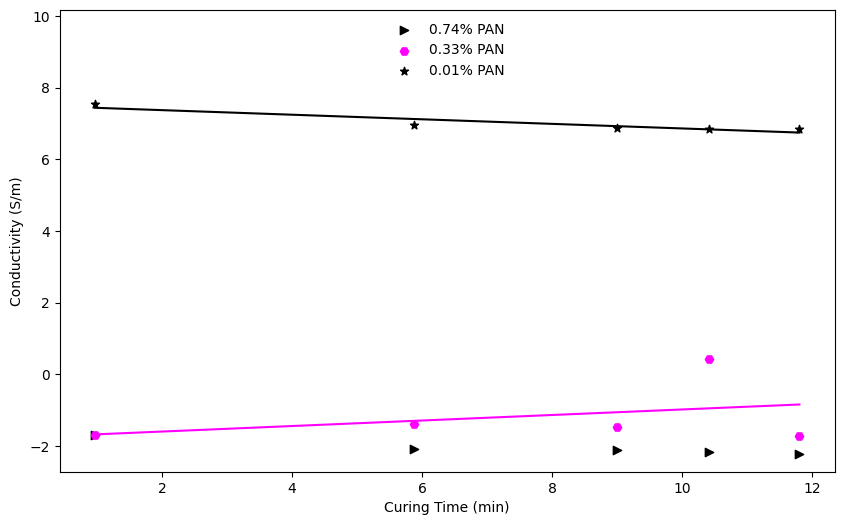 0.74% PAN
0.33% PAN
0.01% PAN
10
8
6
4
2
0
−2
Conductivity (S/m)
2 4 6 8 10 12
Curing Time (min)